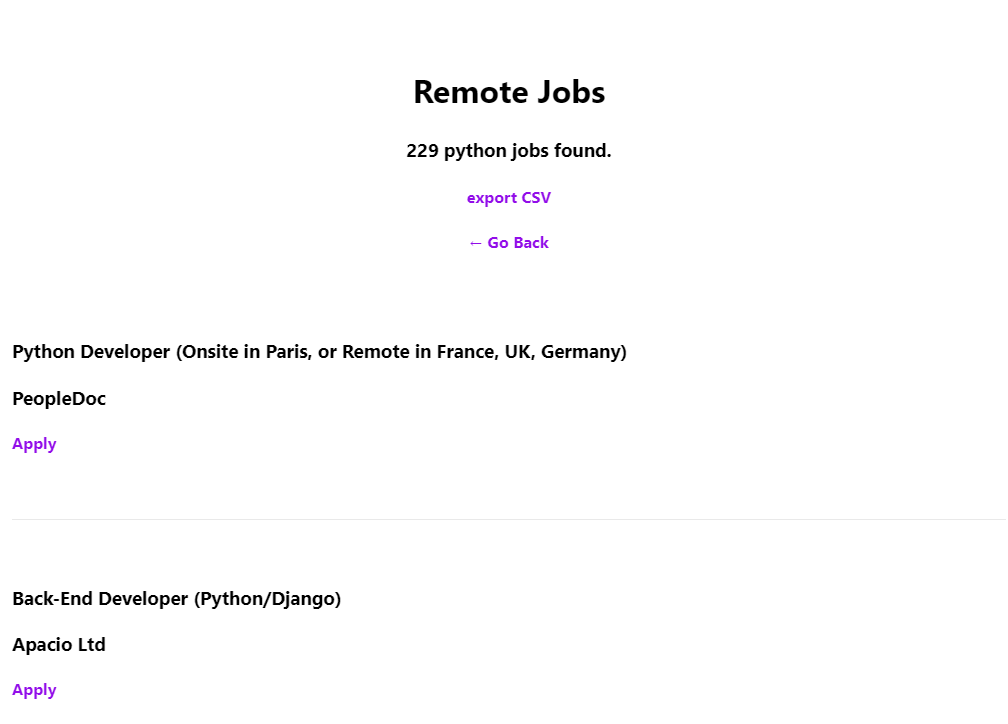 Remote Jobs
229 python jobs found.
export CSV
← Go Back
Python Developer (Onsite in Paris, or Remote in France, UK, Germany)
PeopleDoc
Apply
Back-End Developer (Python/Django)
Apacio Ltd
Apply